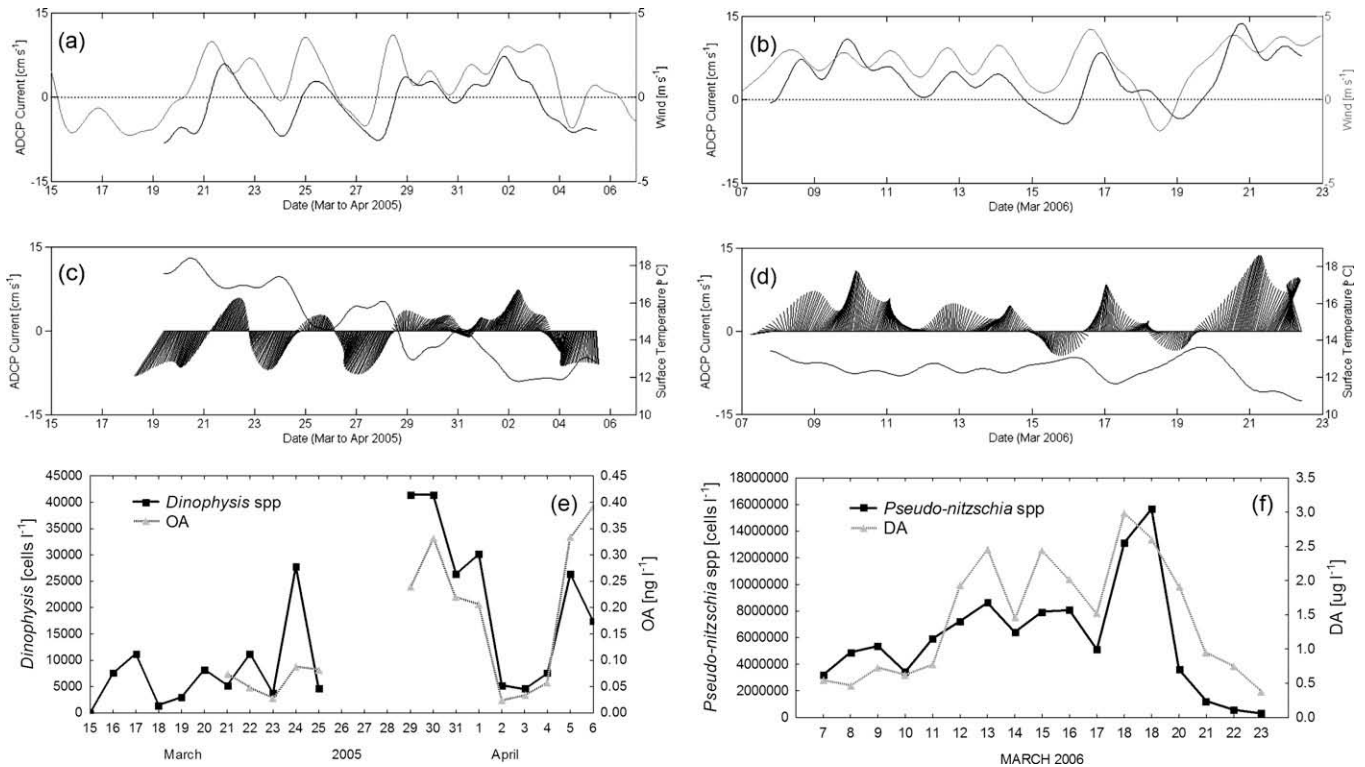 (a)
15
0
-15
ADCP Current [cm s-1]
5
0
-5
Wind [m s-1]
15 17 19 21 23 25 27 29 31 02 04 06
Date (Mar to Apr 2005)
(b)
15
0
-15
ADCP Current [cm s-1]
5
0
5
Wind [m s-1]
07 09 11 13 15 17 19 21 23
Date (Mar 2006)
(c)
15
0
-15
ADCP Current [cm s-1]
18
16
14
12
10
Surface Temperature [º C]
15 17 19 21 23 25 27 29 31 02 04 06
Date (Mar to Apr 2005)
(d)
15
0
-15
ADCP Current [cm s-1]
18
16
14
12
10
Surface Temperature [º C]
07 09 11 13 15 17 19 21 23
Date (Mar 2006)
(e)
Dinophysis spp
OA
45000
40000
35000
30000
25000
20000
15000
10000
5000
0
Dinophysis [cells l-1]
0.45
0.40
0.35
0.30
0.25
0.20
0.15
0.10
0.05
0.00
OA [ng l-1]
15 16 17 18 19 20 21 22 23 24 25 26 27 28 29 30 31 1 2 3 4 5 6
March 2005 April
(f)
Pseudo-nitzschia spp
DA
18000000
16000000
14000000
12000000
10000000
8000000
6000000
4000000
2000000
0
Pseudo-nitzschia spp [cells l-1]
3.5
3.0
2.5
2.0
1.5
1.0
0.5
0.0
DA [ug l-1]
7 8 9 10 11 12 13 14 15 16 17 18 18 20 21 22 23
MARCH 2006